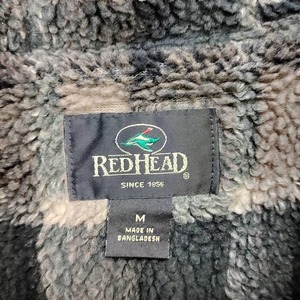 REDHEAD
®
SINCE 1856
M
MADE IN
BANGLADESH